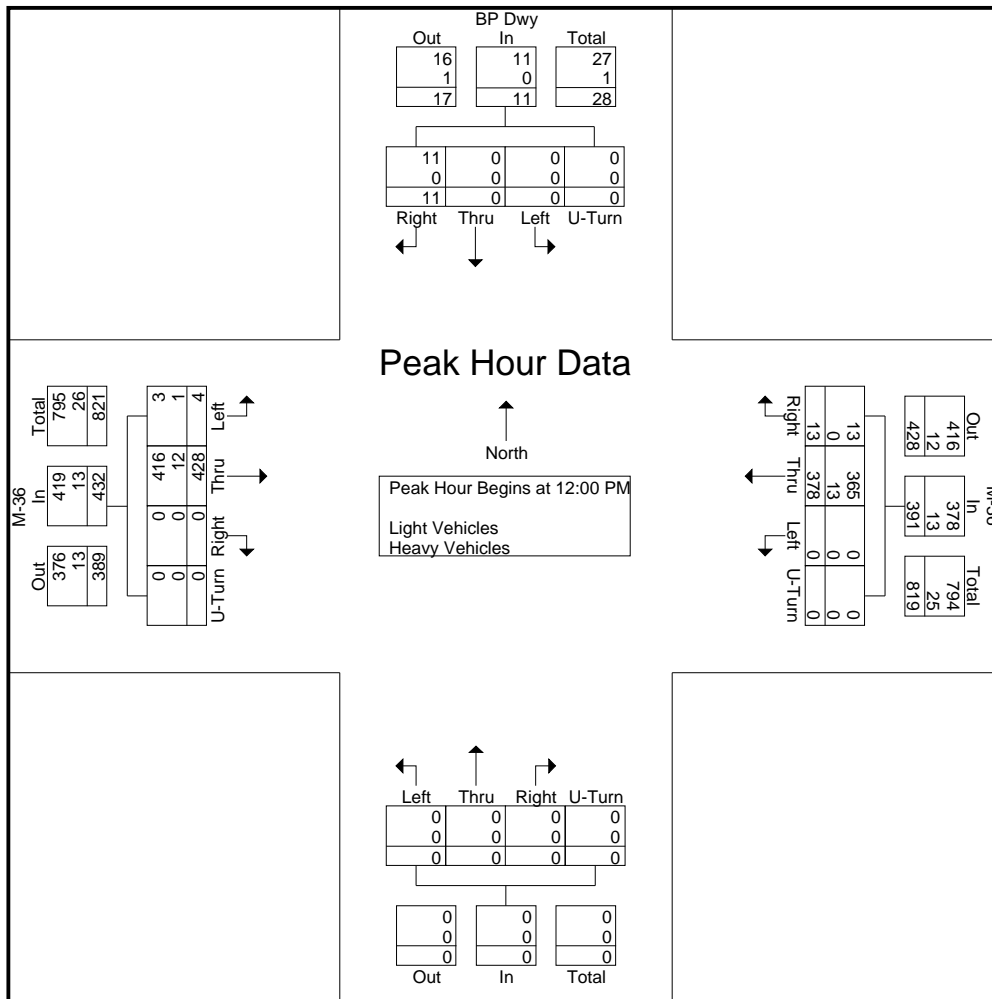 BP Dwy
Out In Total
16 11 27
1 0 1
17 11 28
11 0 0 0
0 0 0 0
11 0 0 0
Right Thru Left U-Turn
Peak Hour Data
North
Peak Hour Begins at 12:00 PM
Light Vehicles
Heavy Vehicles
M-36
Total In Out
795 419 376
26 13 13
821 432 389
3 416 0 0
1 12 0 0
4 428 0 0
Left Thru Right U-Turn
Out In Total
416 378 794
12 13 25
428 391 819
13 365 0 0
0 13 0 0
13 378 0 0
Right Thru Left U-Turn
Left Thru Right U-Turn
0 0 0 0
0 0 0 0
0 0 0 0
0 0 0
0 0 0
0 0 0
Out In Total